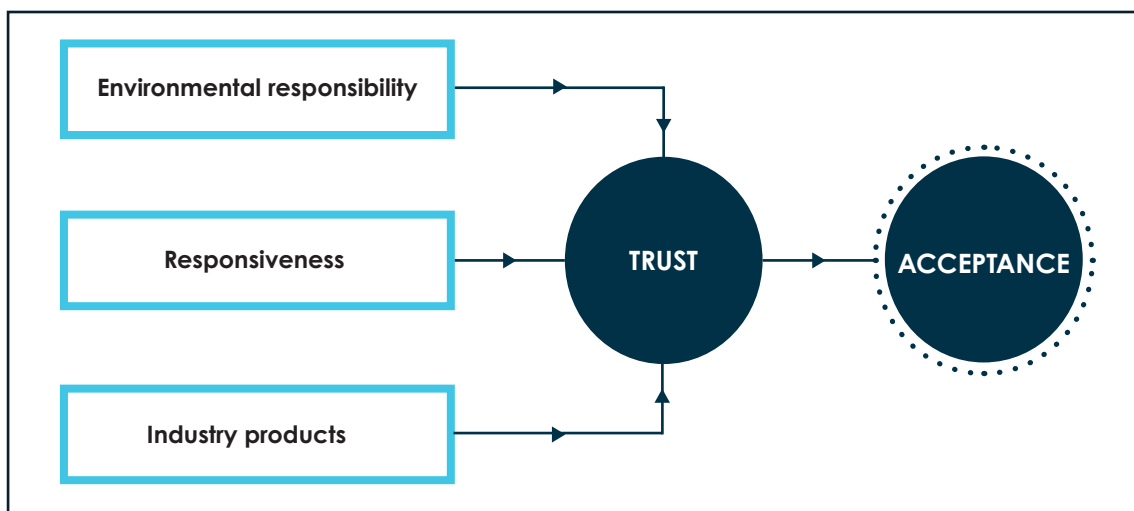 Environmental responsibility
Responsiveness
TRUST
ACCEPTANCE
Industry products